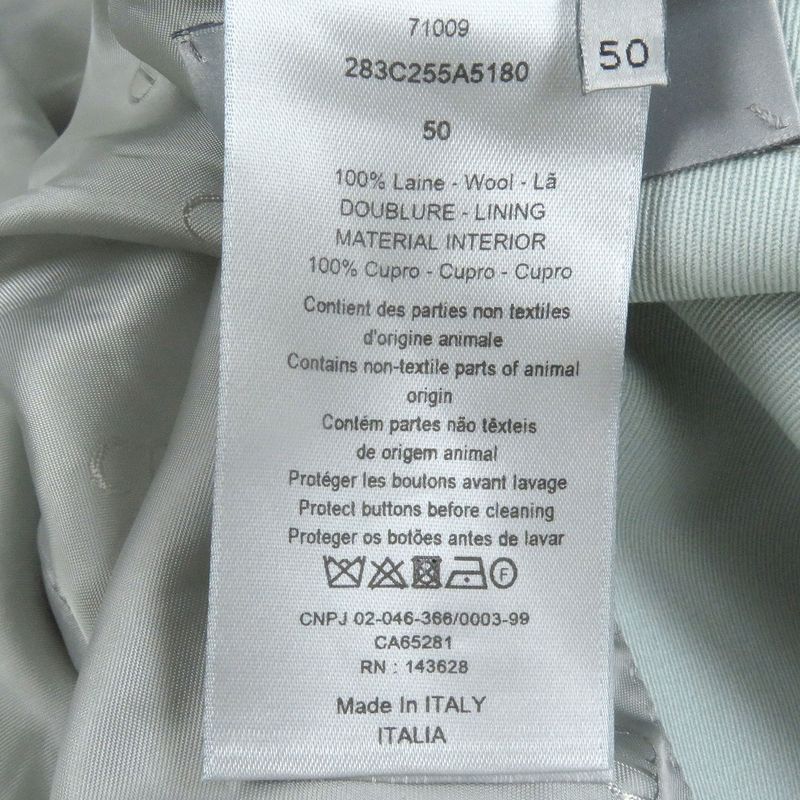 71009
283C255A5180
50
50
100% Laine - Wool - Lã
DOUBLURE - LINING
MATERIAL INTERIOR
100% Cupro - Cupro - Cupro
Contient des parties non textiles
d'origine animale
Contains non-textile parts of animal
origin
Contém partes não têxteis
de origem animal
Protéger les boutons avant lavage
Protect buttons before cleaning
Proteger os botões antes de lavar
F
CNPJ 02-046-366/0003-99
CA65281
RN : 143628
Made In ITALY
ITALIA